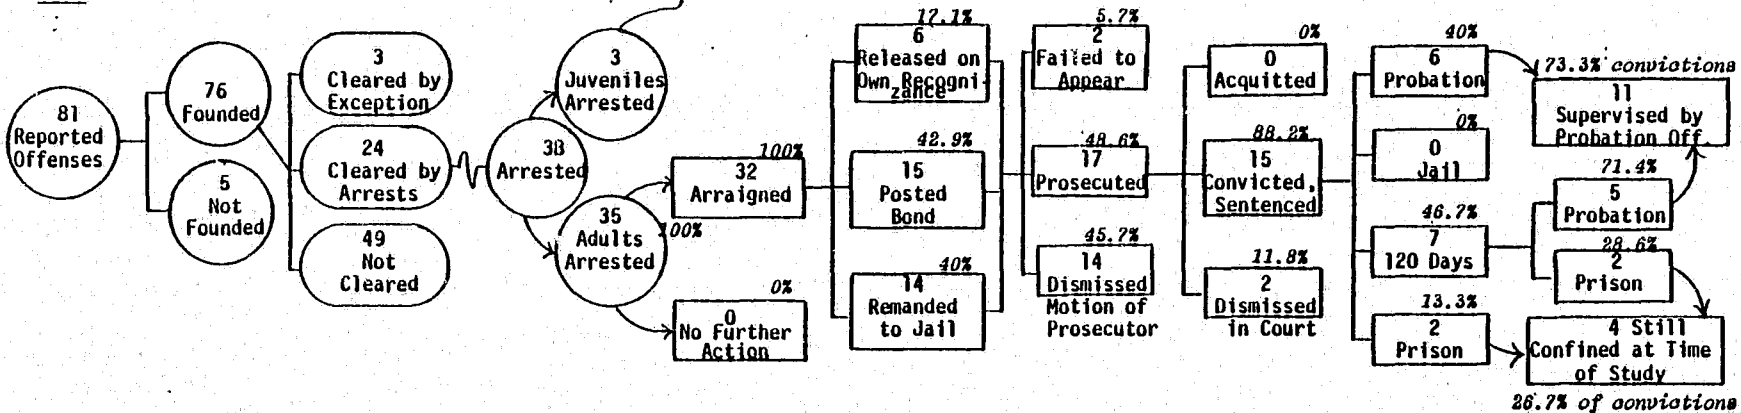 81
Reported
Offenses
76
Founded
5
Not
Founded
3
Cleared by
Exception
24
Cleared by
Arrests
49
Not
Cleared
38
Arrested
3
Juveniles
Arrested
35
Adults
Arrested
100%
32
Arraigned
100%
0%
0
No Further
Action
17.1%
6
Released on
Own Recogni-
zance
42.9%
15
Posted
Bond
40%
14
Remanded
to Jail
5.7%
2
Failed to
Appear
48.6%
17
Prosecuted
45.7%
14
Dismissed
Motion of
Prosecutor
0%
0
Acquitted
88.2%
15
Convicted,
Sentenced
11.8%
2
Dismissed
in Court
40%
6
Probation
0%
0
Jail
46.7%
7
120 Days
13.3%
2
Prison
73.3% convictions
11
Supervised by
Probation Off.
71.4%
5
Probation
28.6%
2
Prison
4 Still
Confined at Time
of Study
26.7% of convictions